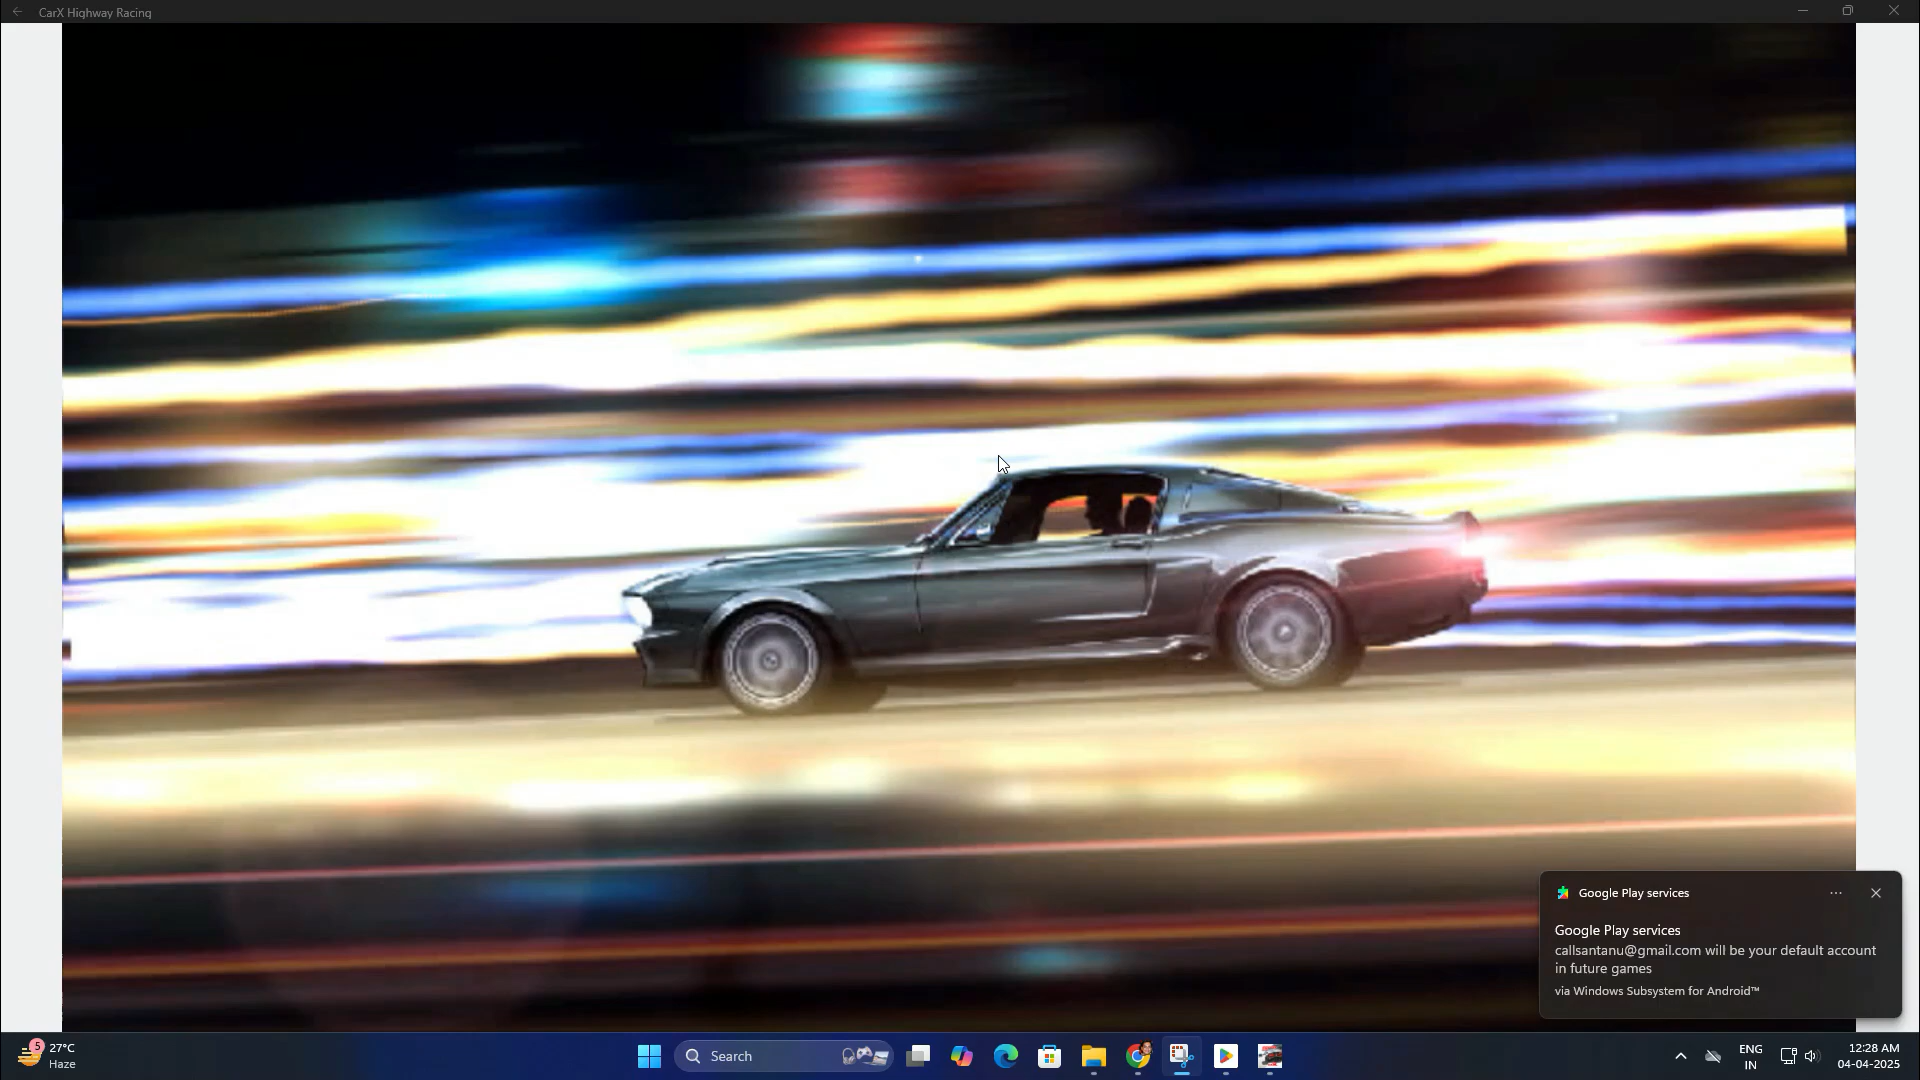 CarX Highway Racing
Google Play services
Google Play services
callsantanu@gmail.com will be your default account
in future games
via Windows Subsystem for Android™
5
27°C
Haze
Search
ENG
IN
12:28 AM
04-04-2025